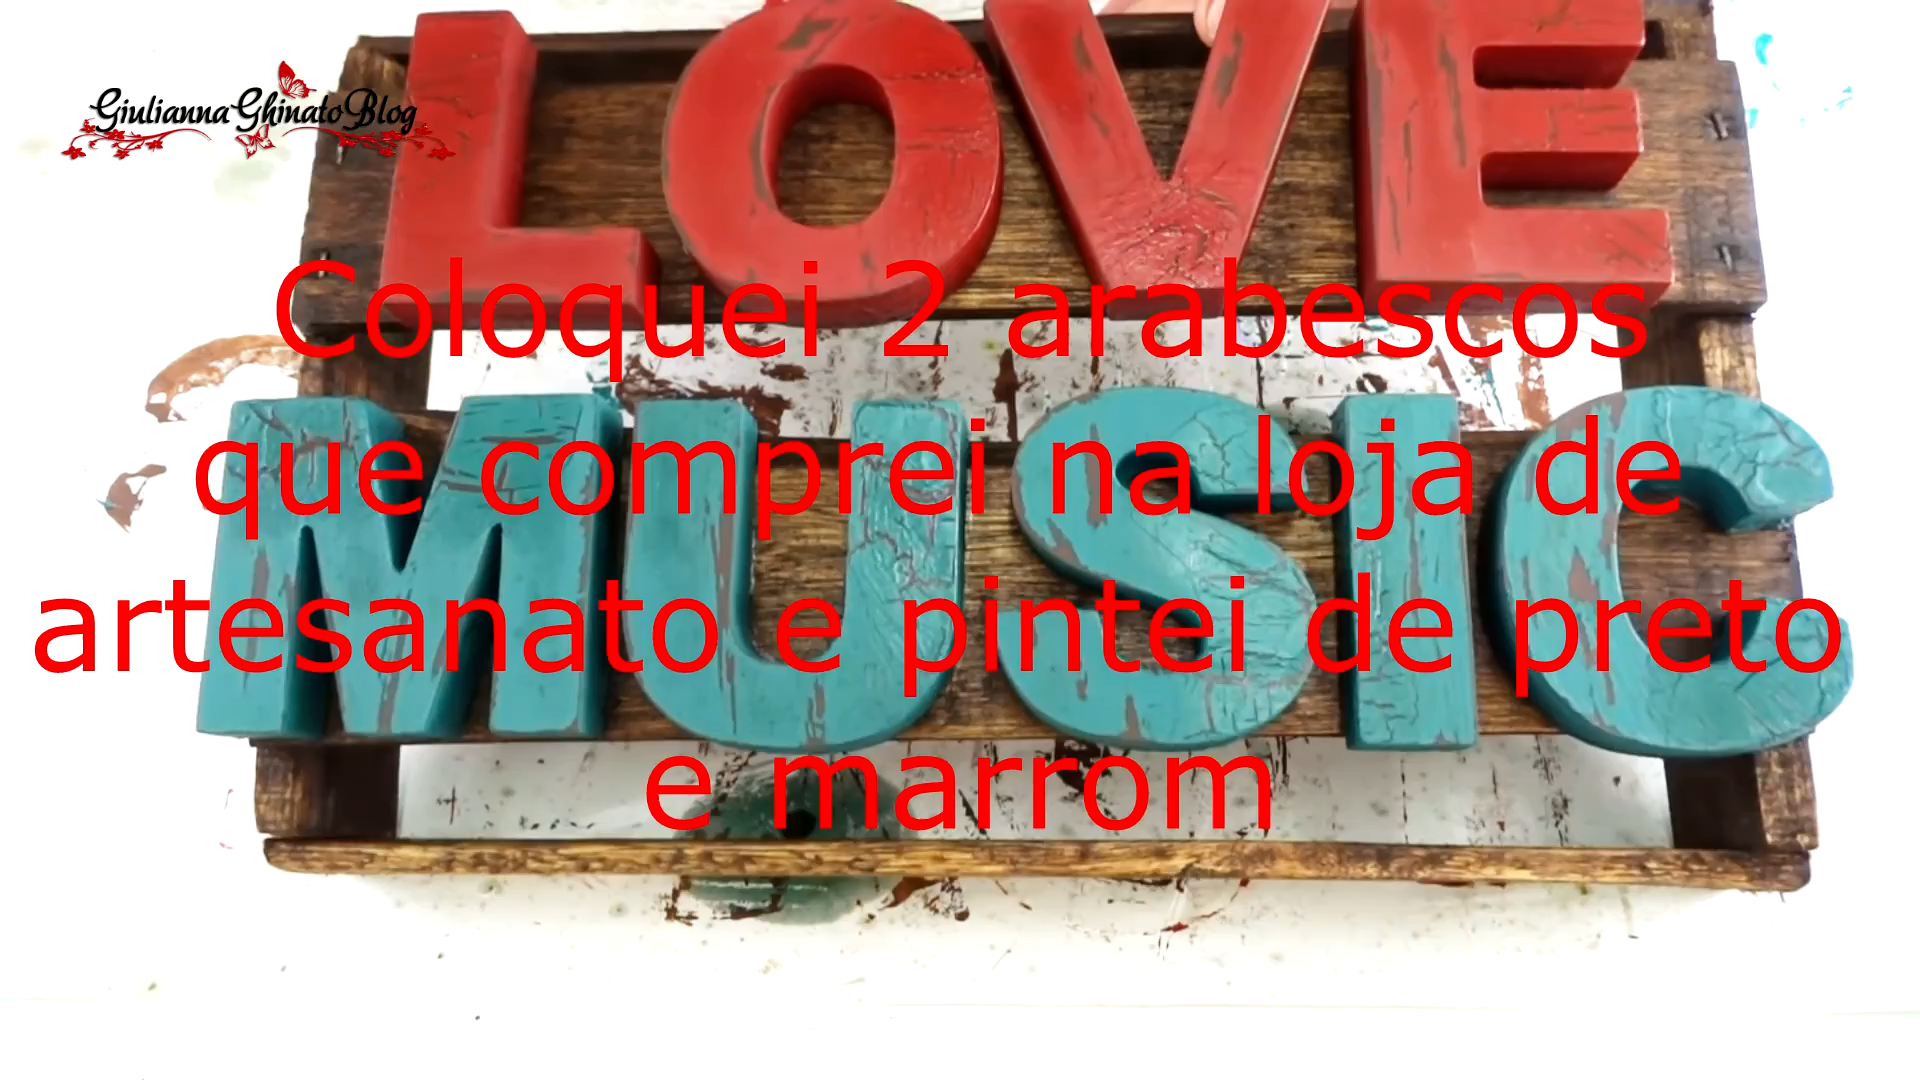 GiuliannaGhinatoBlog
LOVE
Coloquei 2 arabescos
MUSIC
que comprei na loja de
artesanato e pintei de preto
e marrom